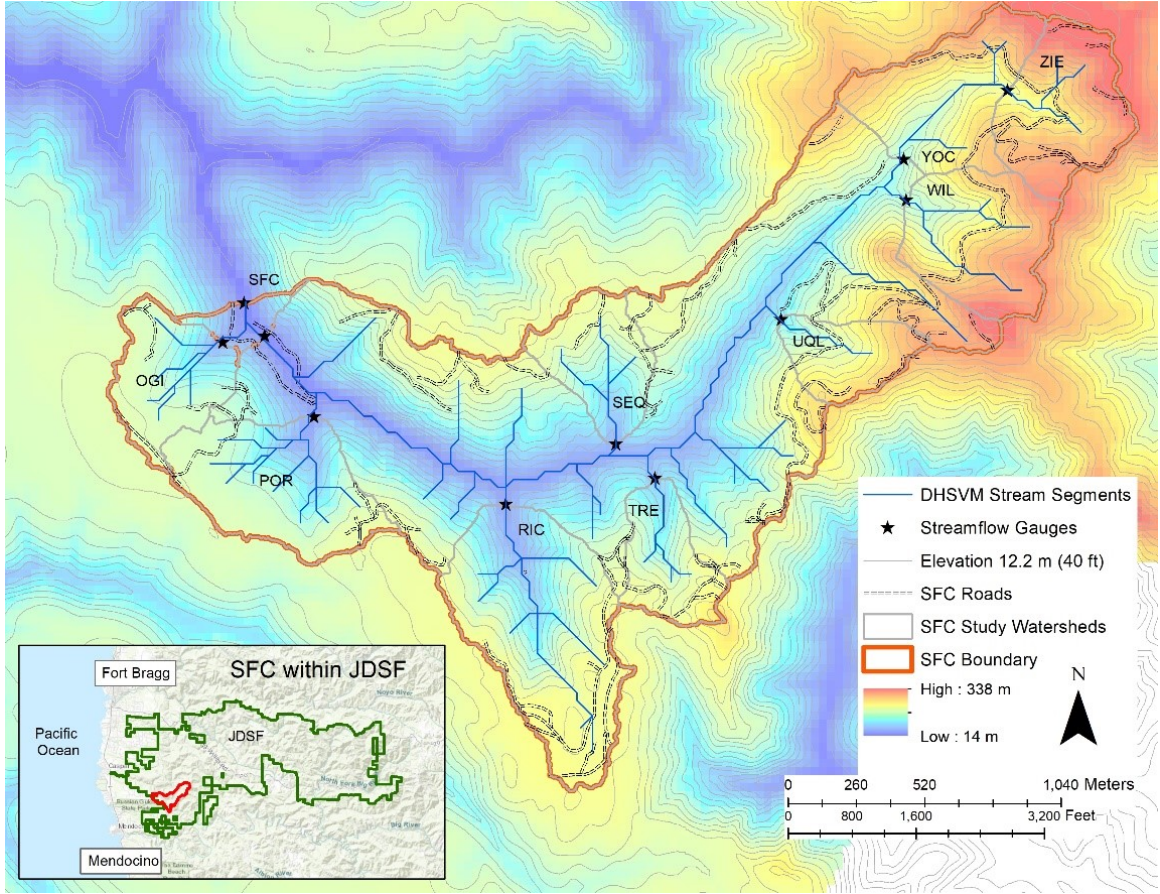 ZIE
YOC
WIL
SFC
UQL
OGI
SEQ
POR
RIC
TRE
DHSVM Stream Segments
Streamflow Gauges
Elevation 12.2 m (40 ft)
SFC Roads
SFC Study Watersheds
SFC Boundary
High : 338 m
Low : 14 m
N
0 260 520 1,040 Meters
0 800 1,600 3,200 Feet
SFC within JDSF
Fort Bragg
Pacific
Ocean
JDSF
Mendocino